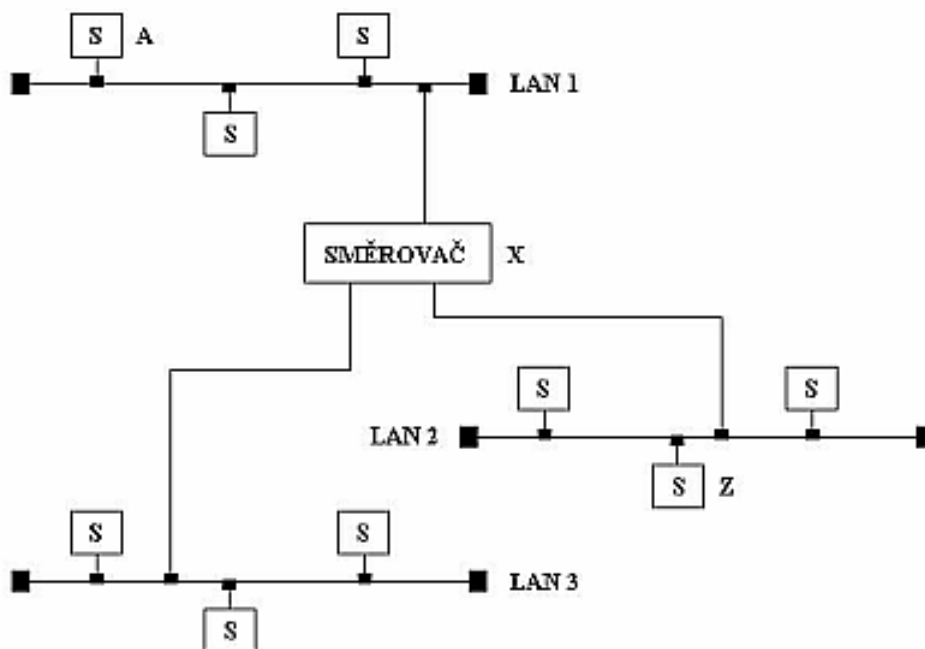 S A S
LAN 1
S
SMĚROVAČ X
S S
LAN 2
S Z
S S
LAN 3
S